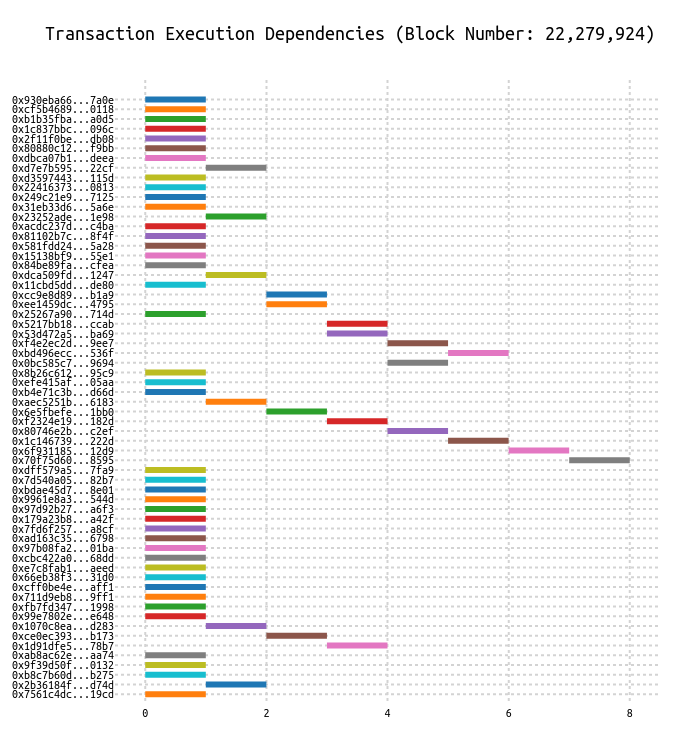 Transaction Execution Dependencies (Block Number: 22,279,924)
0x930eba66...7a0e
0xcf5b4689...0118
0xb1b35fba...a0d5
0x1c837bbc...096c
0x2f11f0be...db08
0x80880c12...f9bb
0xdbca07b1...deea
0xd7e7b595...22cf
0xd3597443...115d
0x22416373...0813
0x249c21e9...7125
0x31eb33d6...5a6e
0x23252ade...1e98
0xacdc237d...c4ba
0x81102b7c...8f4f
0x581fdd24...5a28
0x15138bf9...55e1
0x84be89fa...cfea
0xdca509fd...1247
0x11cbd5dd...de80
0xcc9e8d89...b1a9
0xee1459dc...4795
0x25267a90...714d
0x5217bb18...ccab
0x53d472a5...ba69
0xf4e2ec2d...9ee7
0xbd496ecc...536f
0x0bc585c7...9694
0x8b26c612...95c9
0xefe415af...05aa
0xb4e71c3b...d66d
0xaec5251b...6183
0x6e5fbefe...1bb0
0xf2324e19...182d
0x80746e2b...c2ef
0x1c146739...222d
0x6f931185...12d9
0x70f75d60...8595
0xdff579a5...7fa9
0x7d540a05...82b7
0xbdae45d7...8e01
0x9961e8a3...544d
0x97d92b27...a6f3
0x179a23b8...a42f
0x7fd6f257...a8cf
0xad163c35...6798
0x97b08fa2...01ba
0xcbc422a0...68dd
0xe7c8fab1...aeed
0x66eb38f3...31d0
0xcff0be4e...aff1
0x711d9eb8...9ff1
0xfb7fd347...1998
0x99e7802e...e648
0x1070c8ea...d283
0xce0ec393...b173
0x1d91dfe5...78b7
0xab8ac62e...aa74
0x9f39d50f...0132
0xb8c7b60d...b275
0x2b36184f...d74d
0x7561c4dc...19cd
0 2 4 6 8